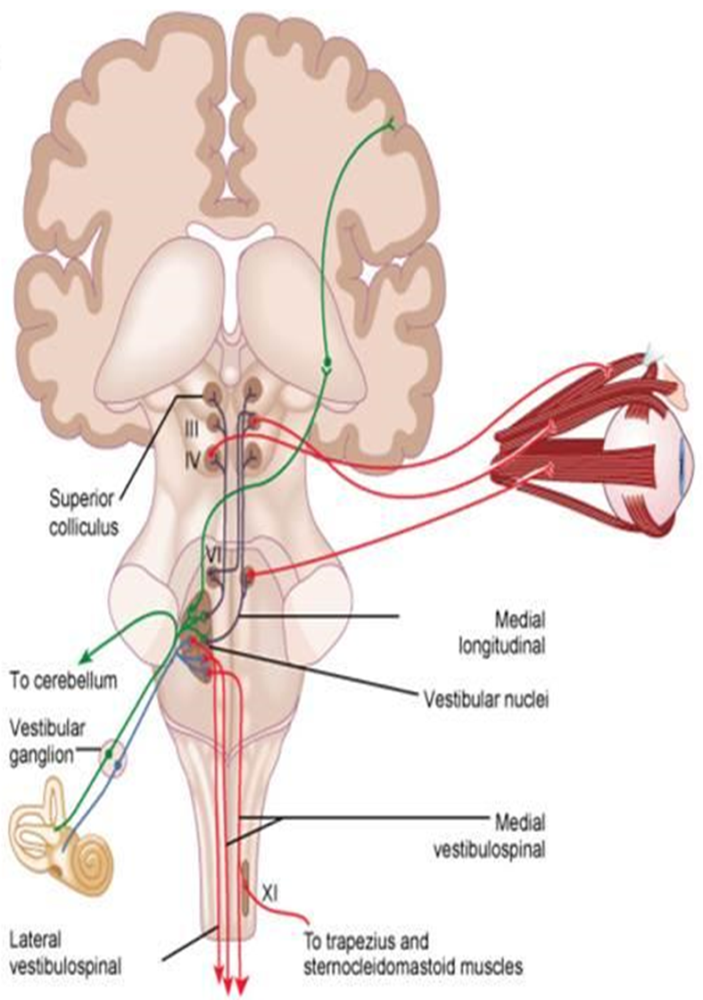 III
IV
Superior
colliculus
VI
Medial
longitudinal
To cerebellum
Vestibular nuclei
Vestibular
ganglion
Medial
vestibulospinal
XI
Lateral
vestibulospinal
To trapezius and
sternocleidomastoid muscles